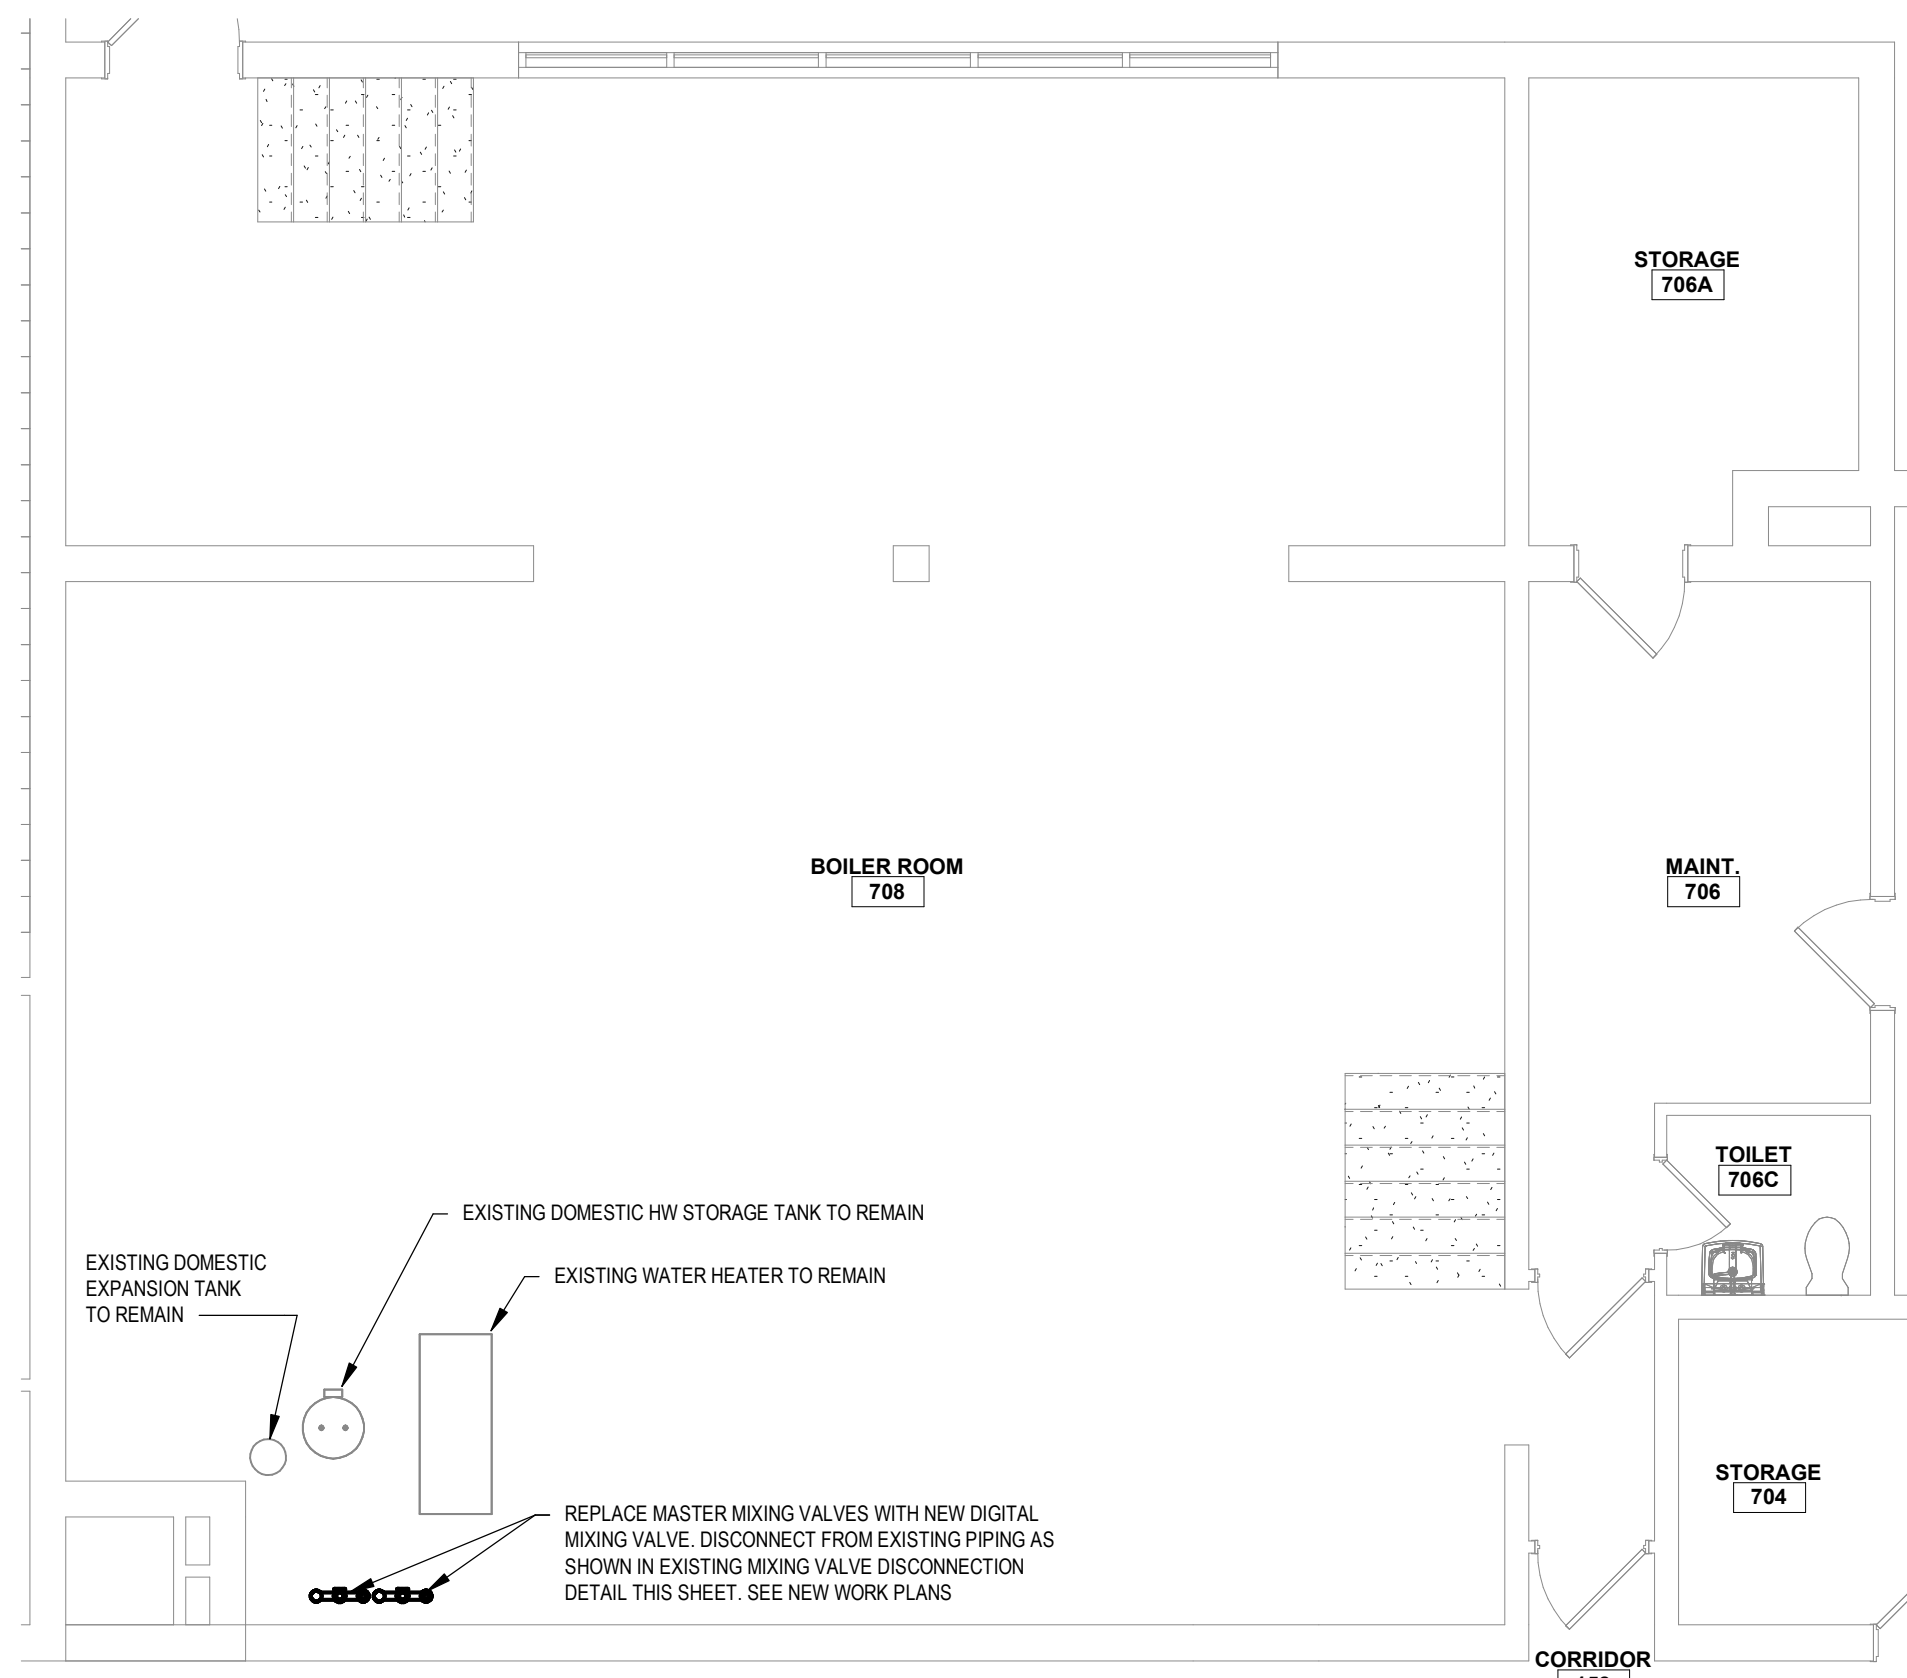 STORAGE
706A
BOILER ROOM
708
MAINT.
706
TOILET
706C
EXISTING DOMESTIC HW STORAGE TANK TO REMAIN
EXISTING DOMESTIC
EXPANSION TANK
TO REMAIN
EXISTING WATER HEATER TO REMAIN
STORAGE
704
REPLACE MASTER MIXING VALVES WITH NEW DIGITAL
MIXING VALVE. DISCONNECT FROM EXISTING PIPING AS
SHOWN IN EXISTING MIXING VALVE DISCONNECTION
DETAIL THIS SHEET. SEE NEW WORK PLANS
CORRIDOR